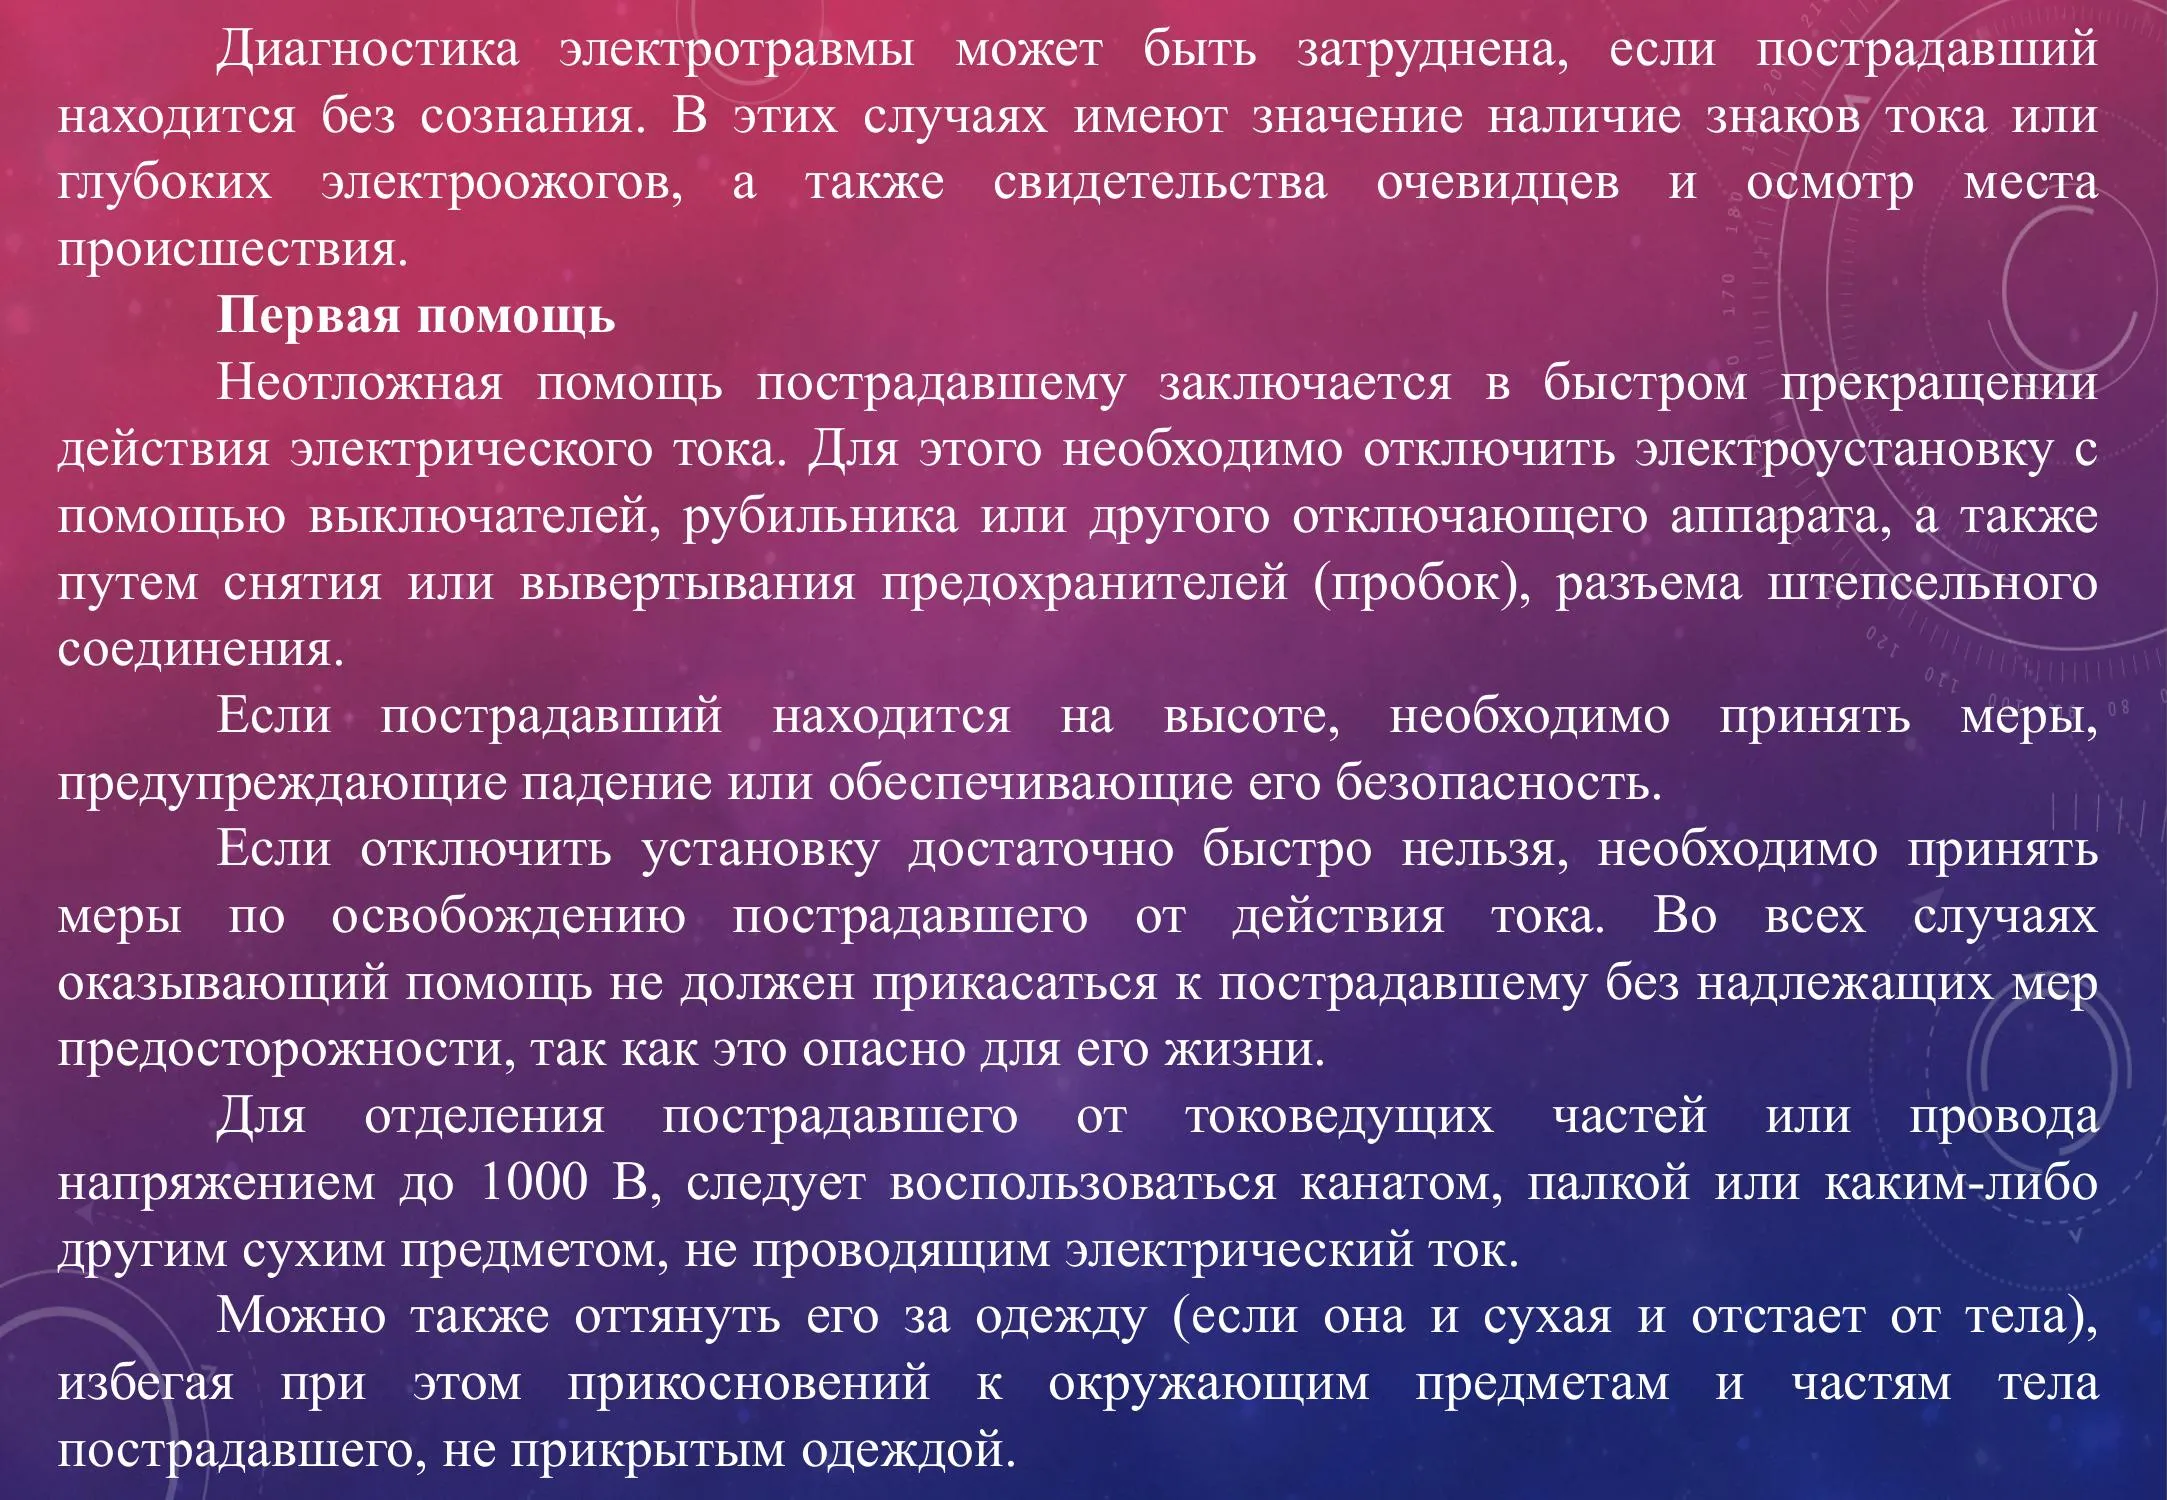 Диагностика электротравмы может быть затруднена, если пострадавший
находится без сознания. В этих случаях имеют значение наличие знаков тока или
глубоких электроожогов, а также свидетельства очевидцев и осмотр места
происшествия.
Первая помощь
Неотложная помощь пострадавшему заключается в быстром прекращении
действия электрического тока. Для этого необходимо отключить электроустановку с
помощью выключателей, рубильника или другого отключающего аппарата, а также
путем снятия или вывертывания предохранителей (пробок), разъема штепсельного
соединения.
Если пострадавший находится на высоте, необходимо принять меры,
предупреждающие падение или обеспечивающие его безопасность.
Если отключить установку достаточно быстро нельзя, необходимо принять
меры по освобождению пострадавшего от действия тока. Во всех случаях
оказывающий помощь не должен прикасаться к пострадавшему без надлежащих мер
предосторожности, так как это опасно для его жизни.
Для отделения пострадавшего от токоведущих частей или провода
напряжением до 1000 В, следует воспользоваться канатом, палкой или каким-либо
другим сухим предметом, не проводящим электрический ток.
Можно также оттянуть его за одежду (если она и сухая и отстает от тела),
избегая при этом прикосновений к окружающим предметам и частям тела
пострадавшего, не прикрытым одеждой.
180
170
120
110
80